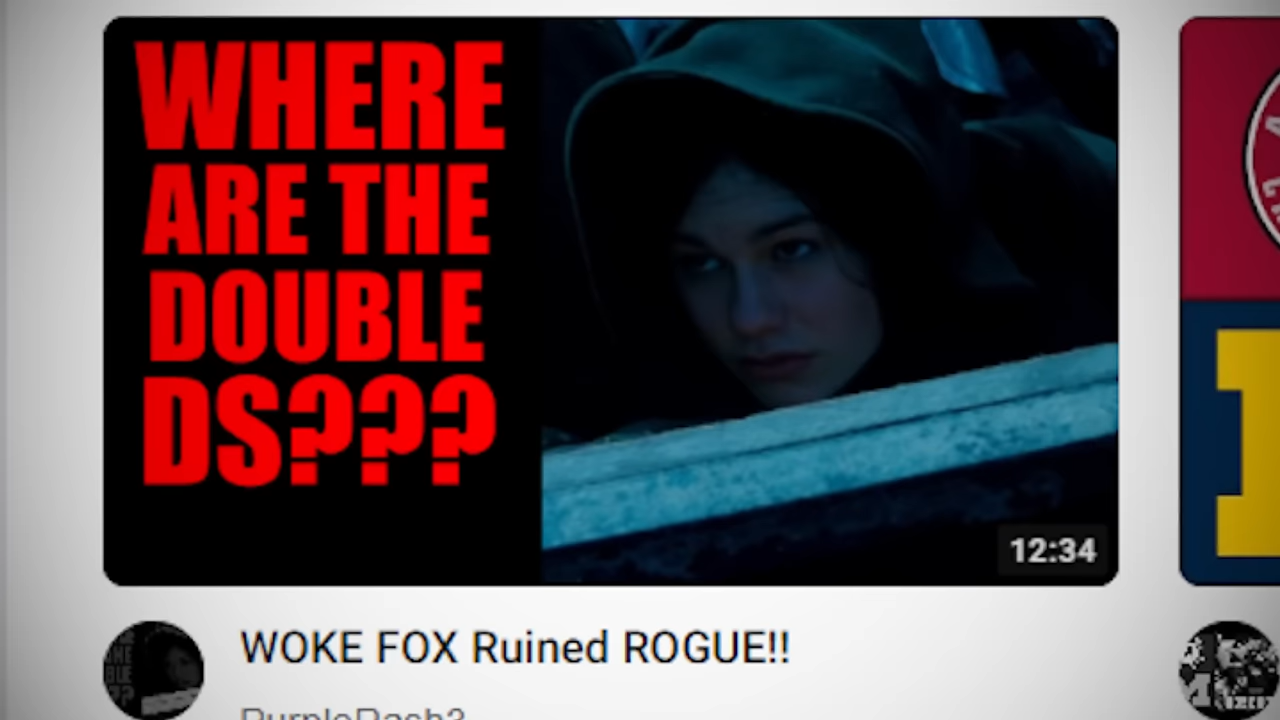 WHERE
ARE THE
DOUBLE
DS???
12:34
WOKE FOX Ruined ROGUE!!